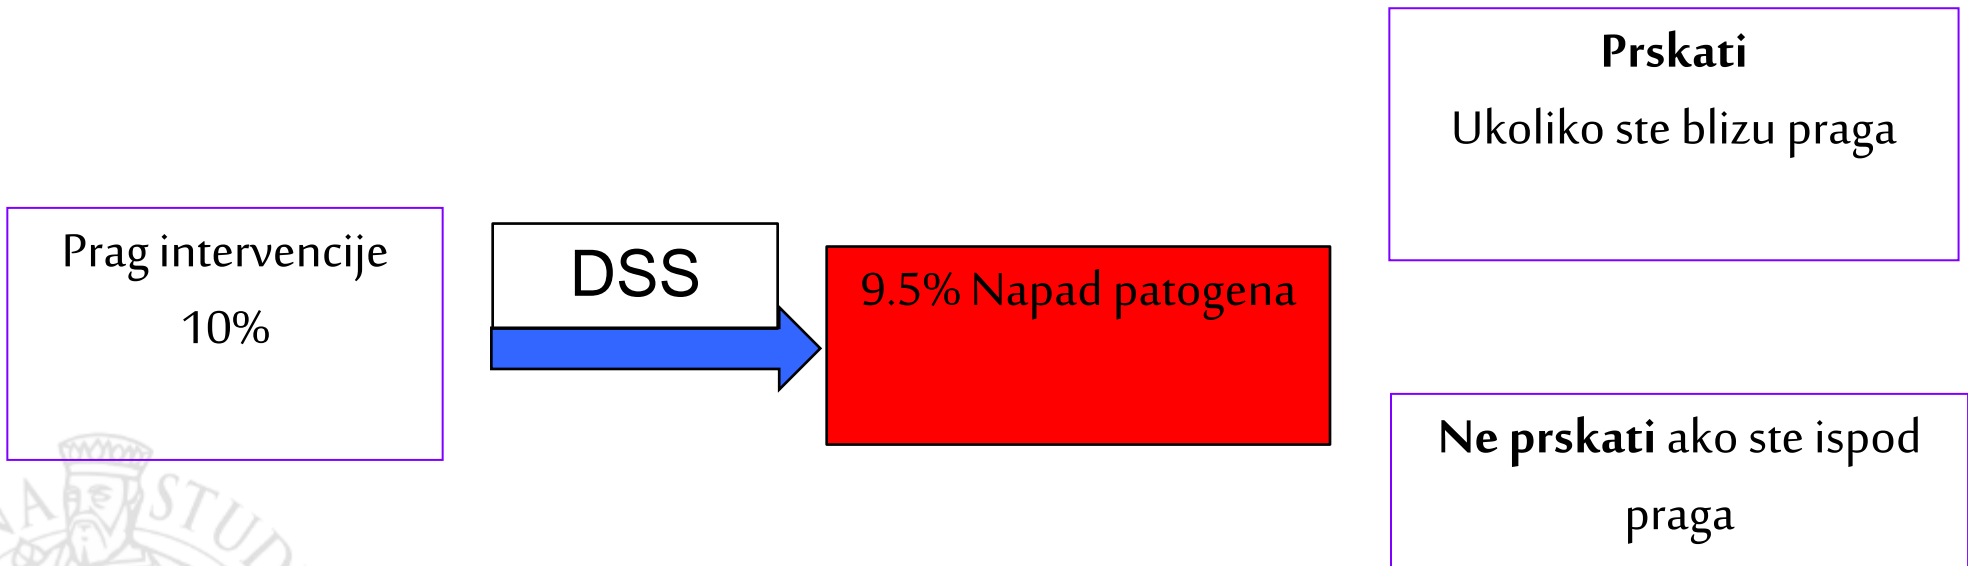 Prskati
Ukoliko ste blizu praga
Prag intervencije
10%
DSS
9.5% Napad patogena
Ne prskati ako ste ispod
praga